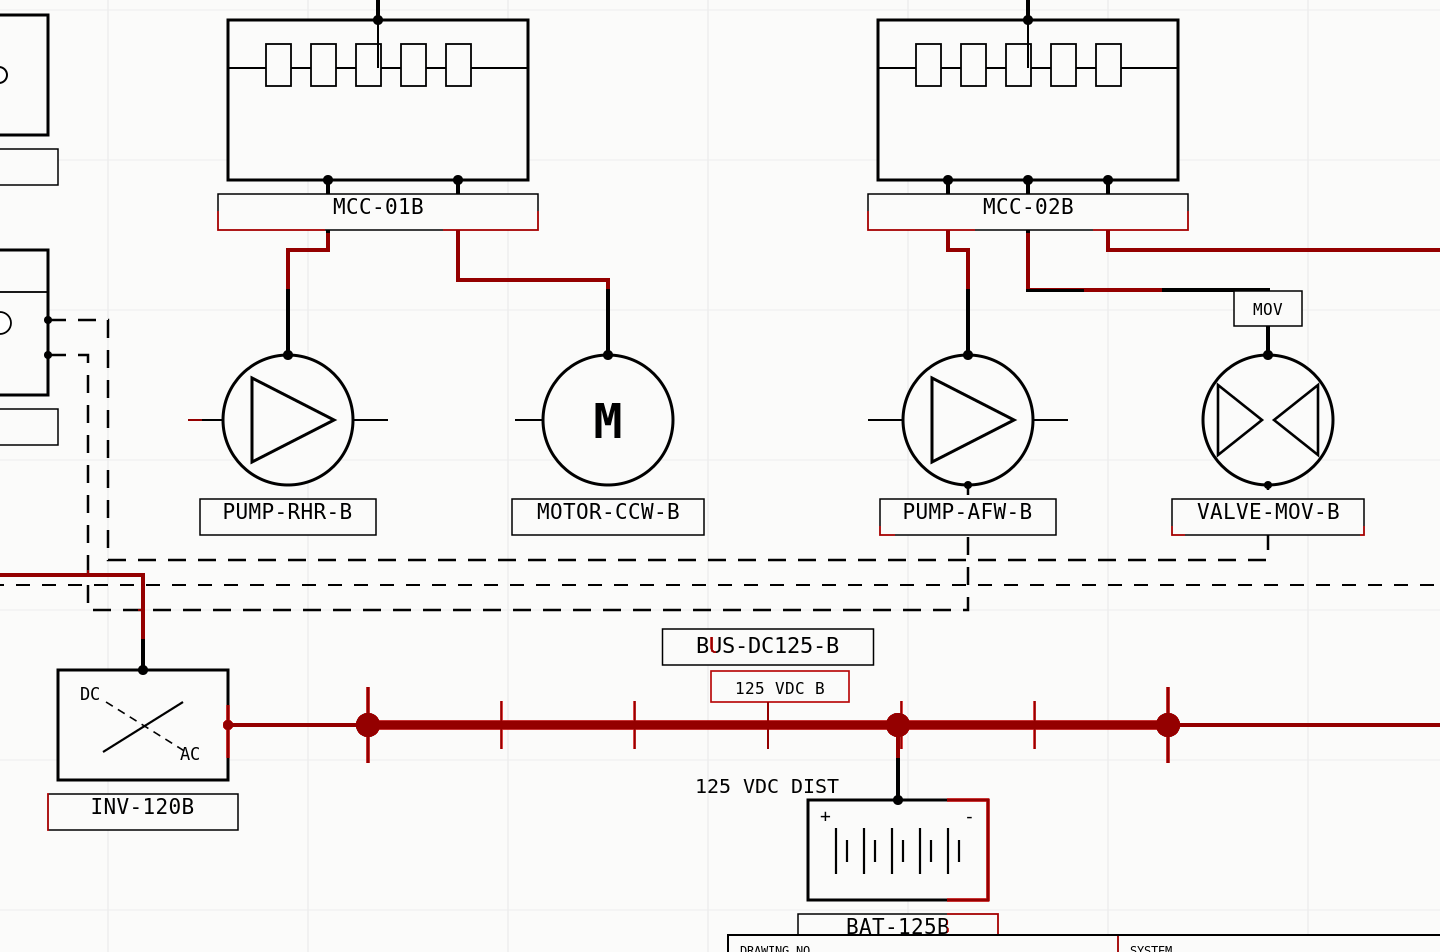 MCC-01B
MCC-02B
MOV
M
PUMP-RHR-B
MOTOR-CCW-B
PUMP-AFW-B
VALVE-MOV-B
BUS-DC125-B
125 VDC B
DC
AC
125 VDC DIST
INV-120B
+ -
BAT-125B
DRAWING NO
SYSTEM